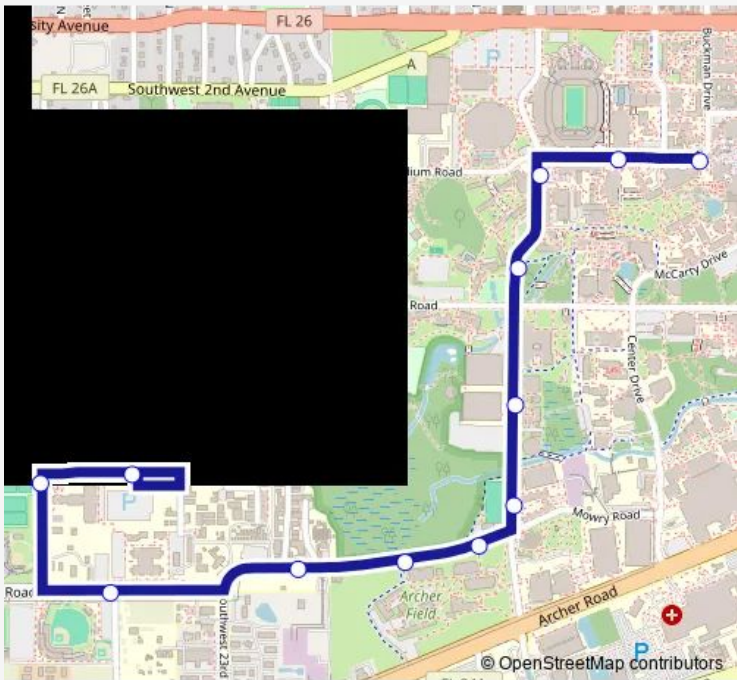 FL 26
sity Avenue
A
FL 26A
Southwest 2nd Avenue
Buckman Drive
P
dium Road
McCarty Drive
Road
Center Drive
P
Mowry Road
Road
outhwest 23rd
Archer
Field
Archer Road
P
© OpenStreetMap contributors